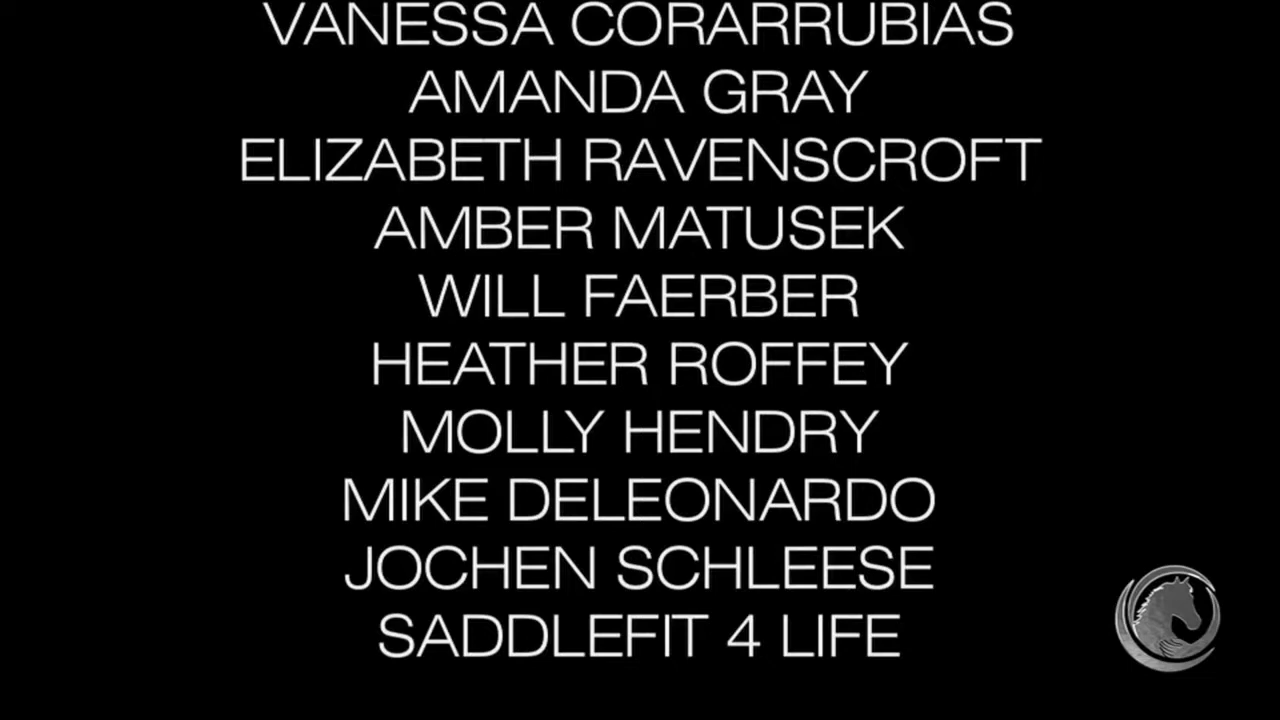 VANESSA CORARRUBIAS
AMANDA GRAY
ELIZABETH RAVENSCROFT
AMBER MATUSEK
WILL FAERBER
HEATHER ROFFEY
MOLLY HENDRY
MIKE DELEONARDO
JOCHEN SCHLEESE
SADDLEFIT 4 LIFE